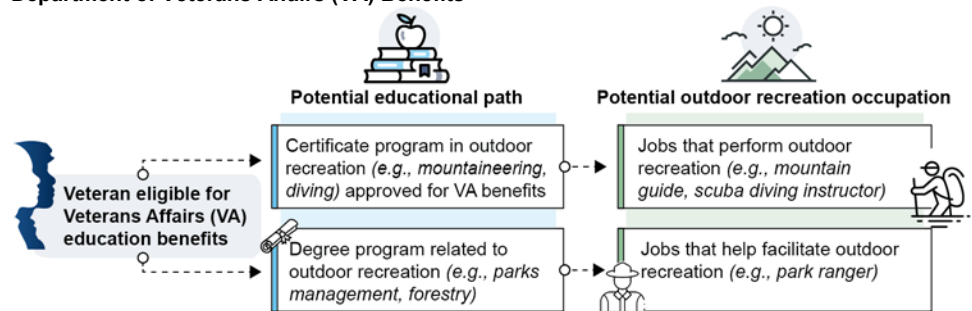 Department of Veterans Affairs (VA) Benefits
Potential educational path
Potential outdoor recreation occupation
Veteran eligible for
Veterans Affairs (VA)
education benefits
Certificate program in outdoor
recreation (e.g., mountaineering,
diving) approved for VA benefits
Jobs that perform outdoor
recreation (e.g., mountain
guide, scuba diving instructor)
Degree program related to
outdoor recreation (e.g., parks
management, forestry)
Jobs that help facilitate outdoor
recreation (e.g., park ranger)